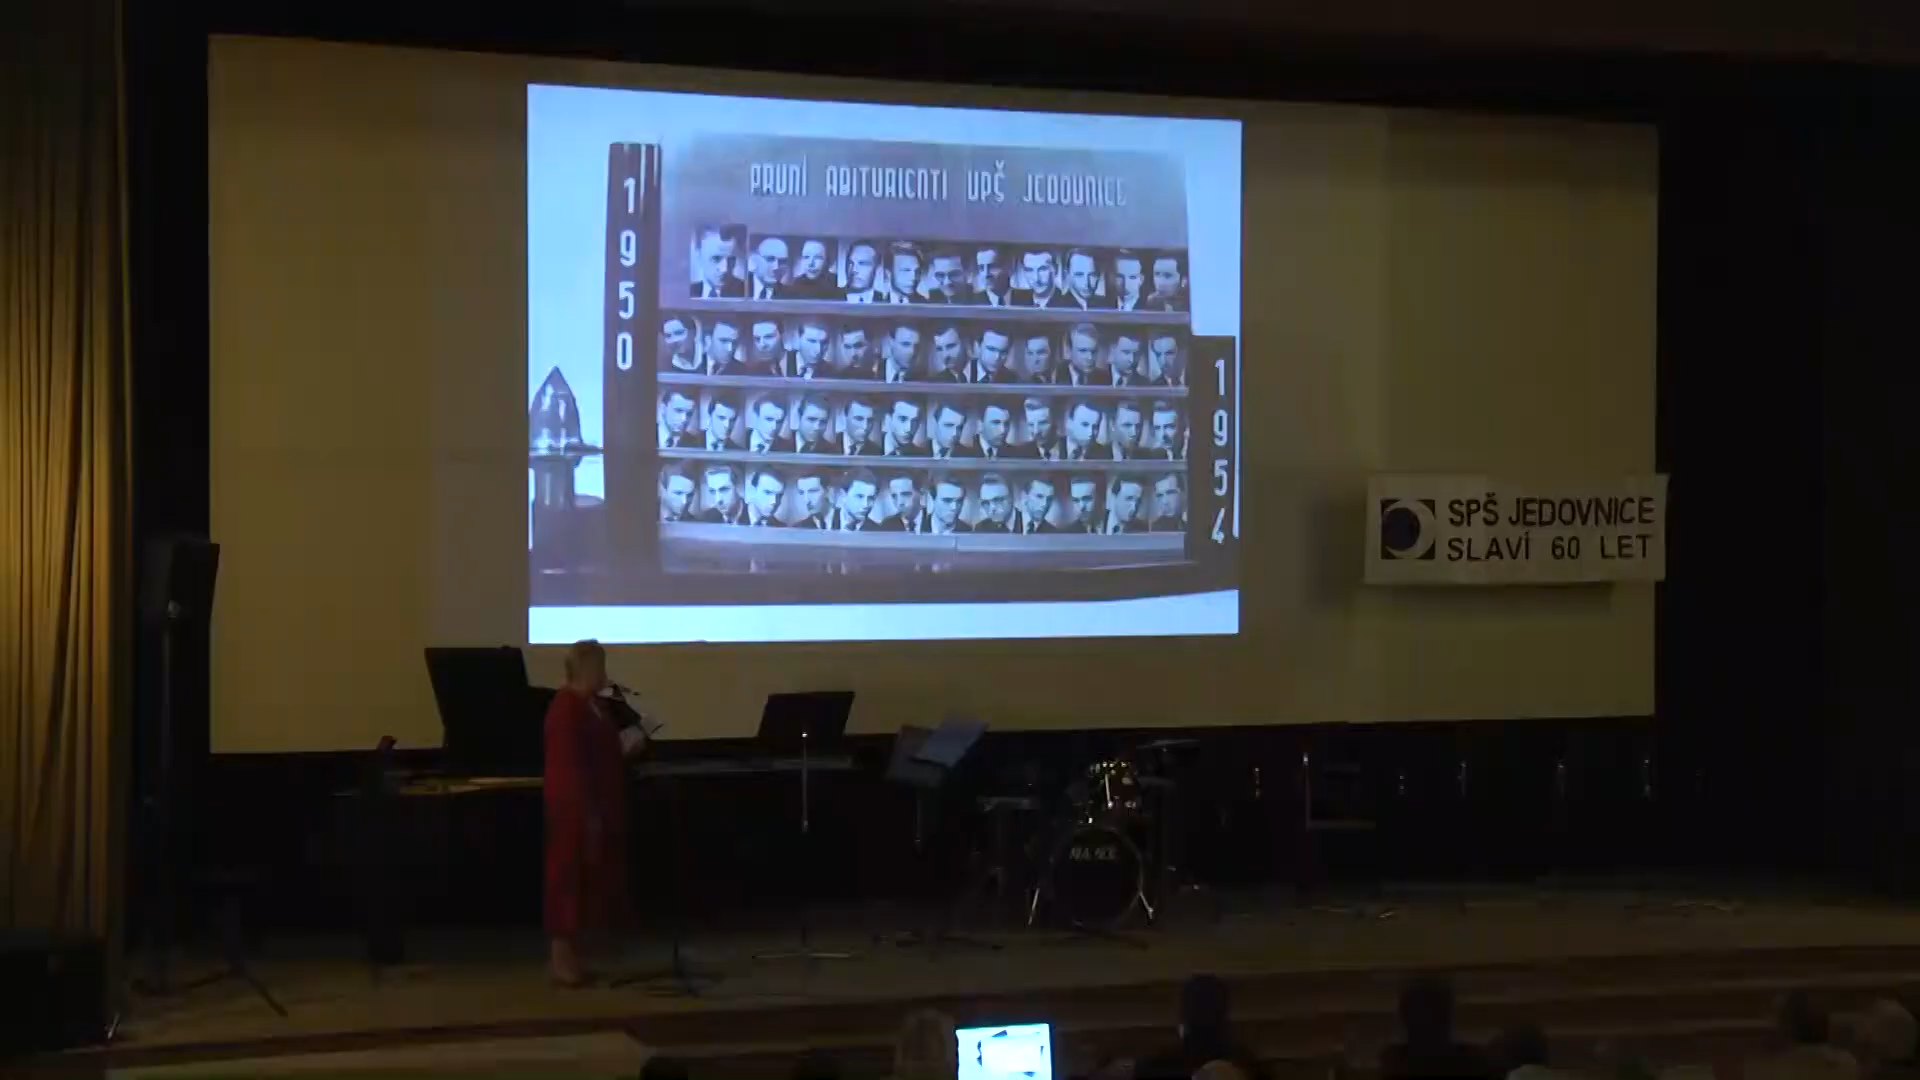 PRVNÍ ABITURIENTI VPŠ JEDOVNICE
1950
1954
SPŠ JEDOVNICE
SLAVÍ 60 LET